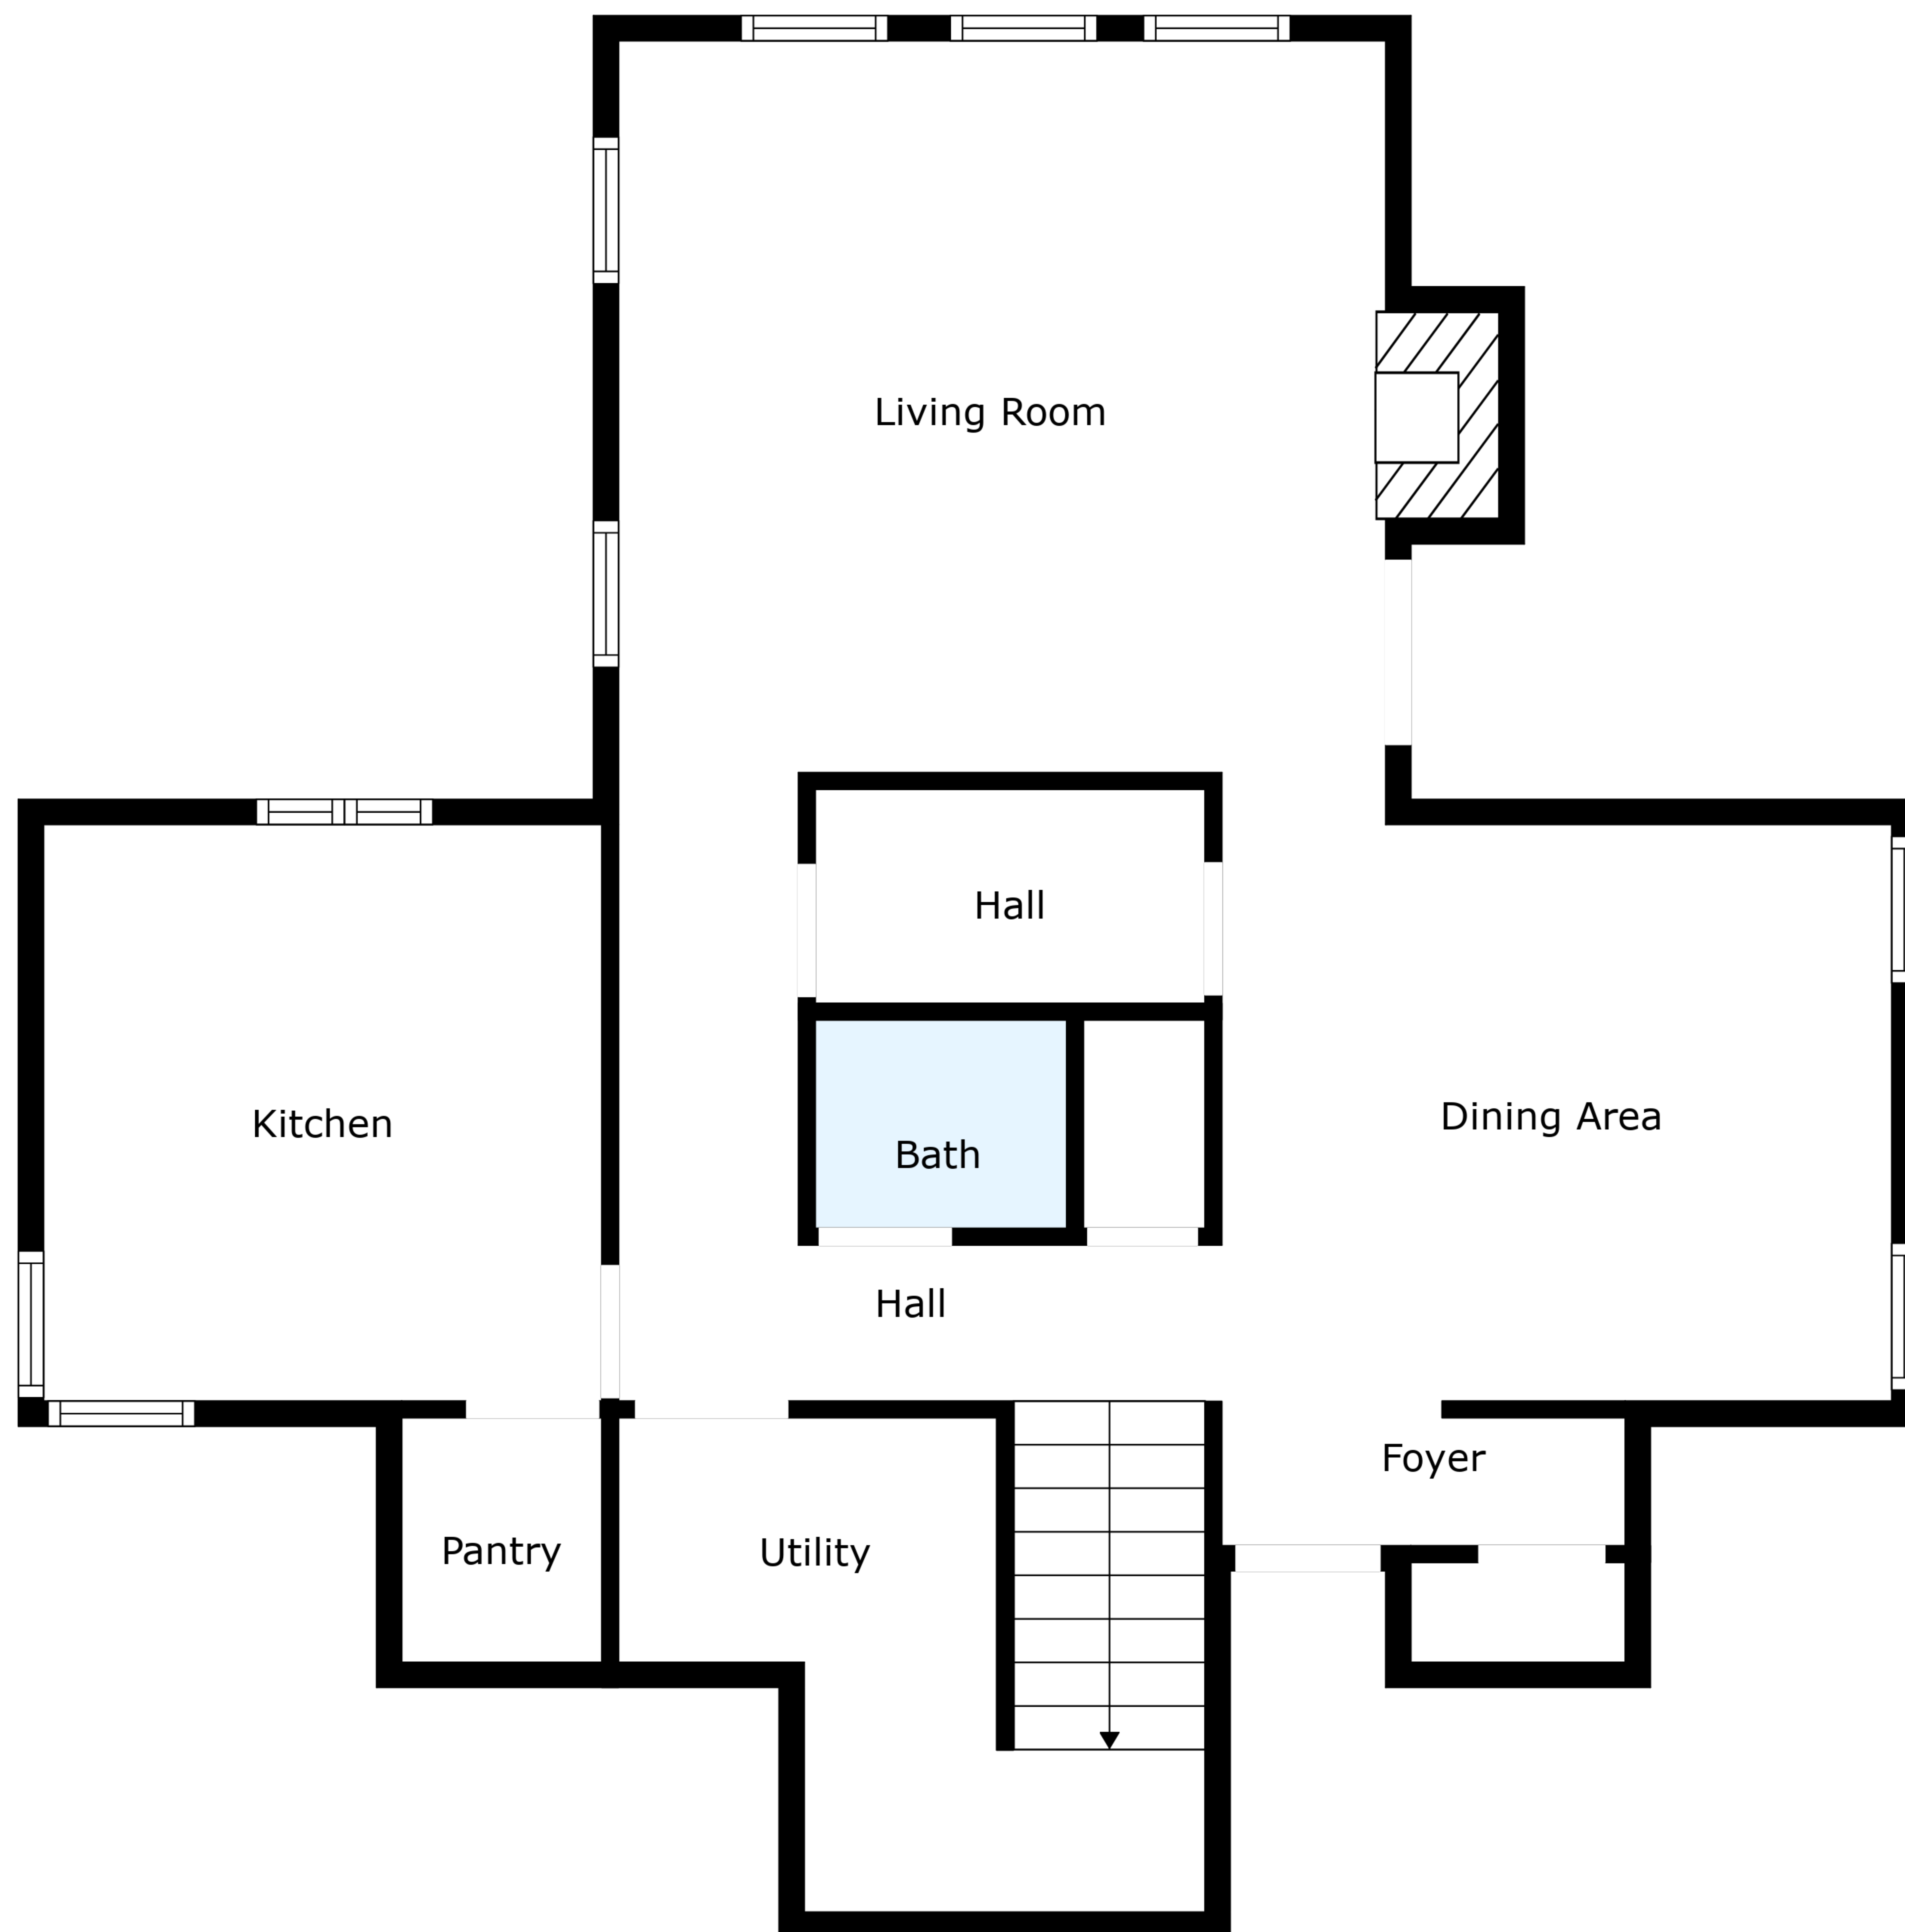 Living Room
Hall
Kitchen
Dining Area
Bath
Hall
Foyer
Pantry
Utility